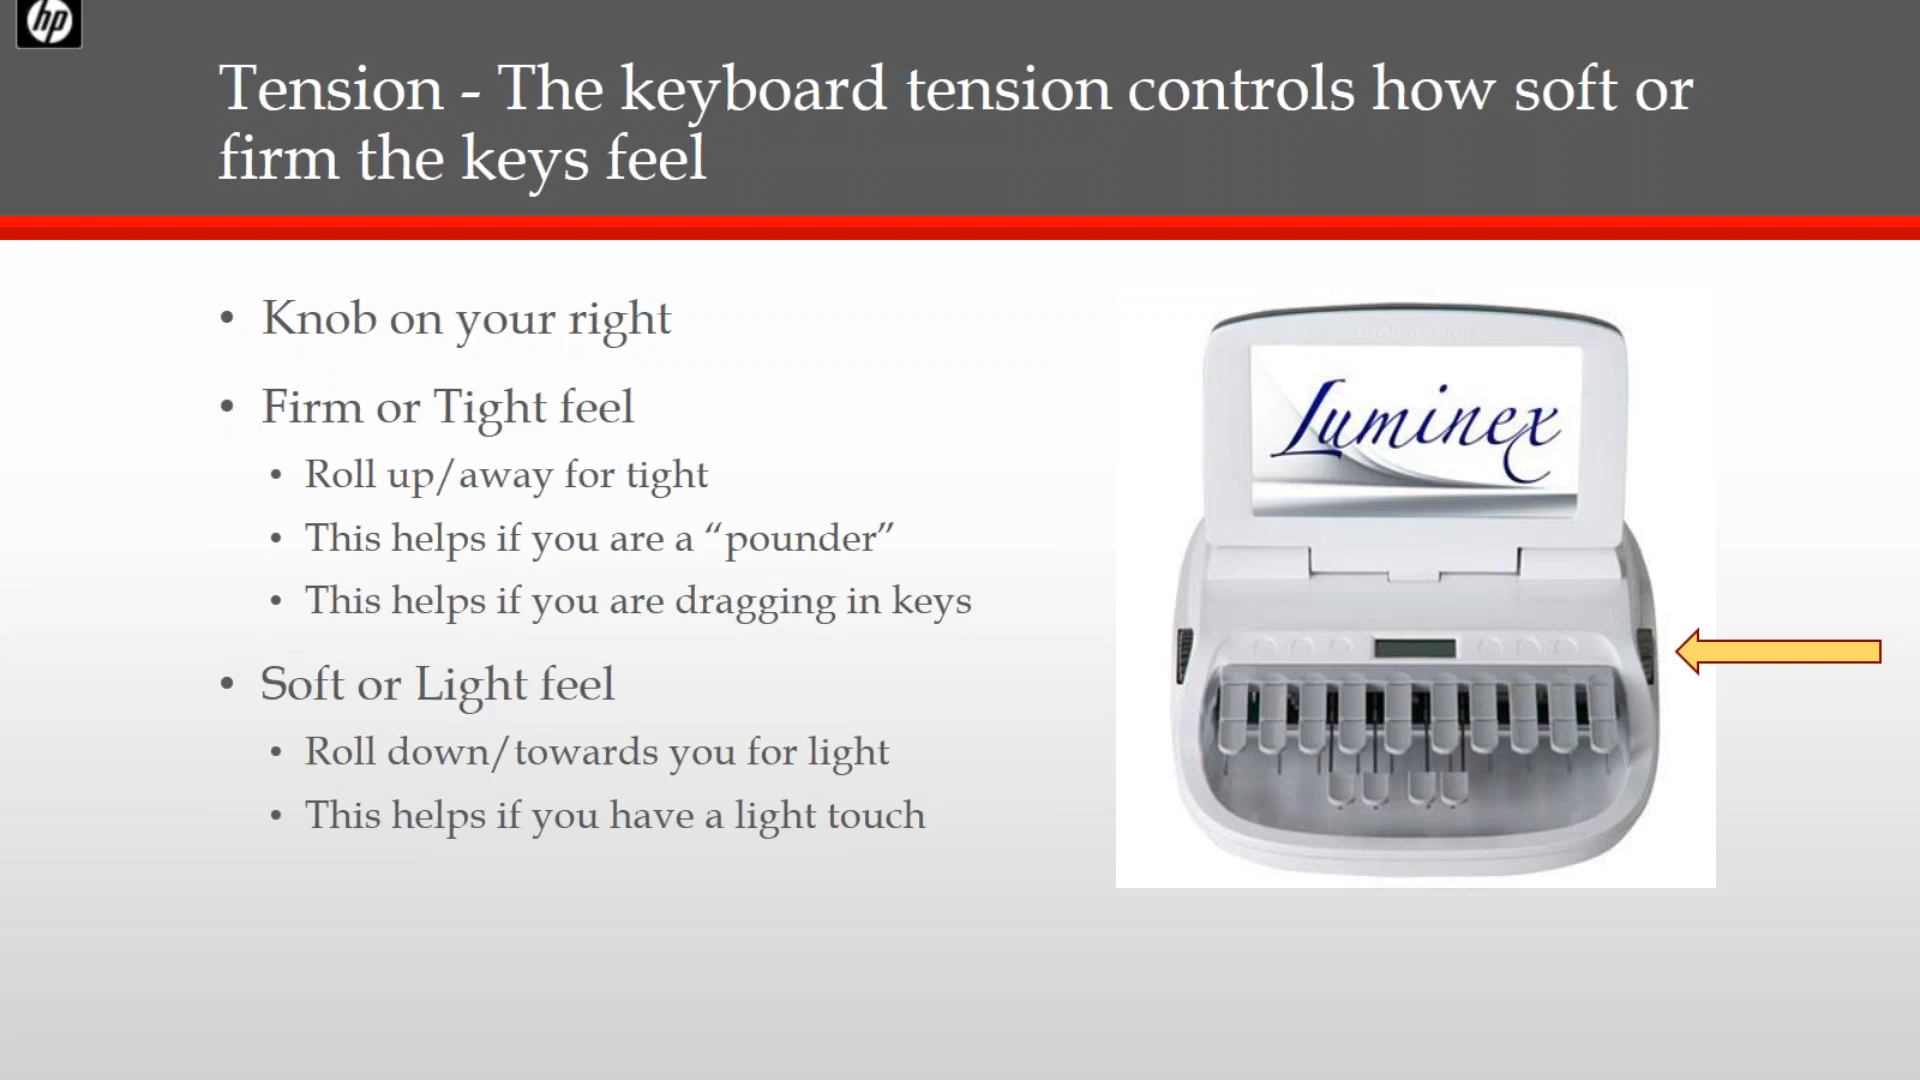 hp
Tension - The keyboard tension controls how soft or
firm the keys feel
• Knob on your right
• Firm or Tight feel
• Roll up/away for tight
• This helps if you are a “pounder”
• This helps if you are dragging in keys
• Soft or Light feel
• Roll down/towards you for light
• This helps if you have a light touch
Luminex